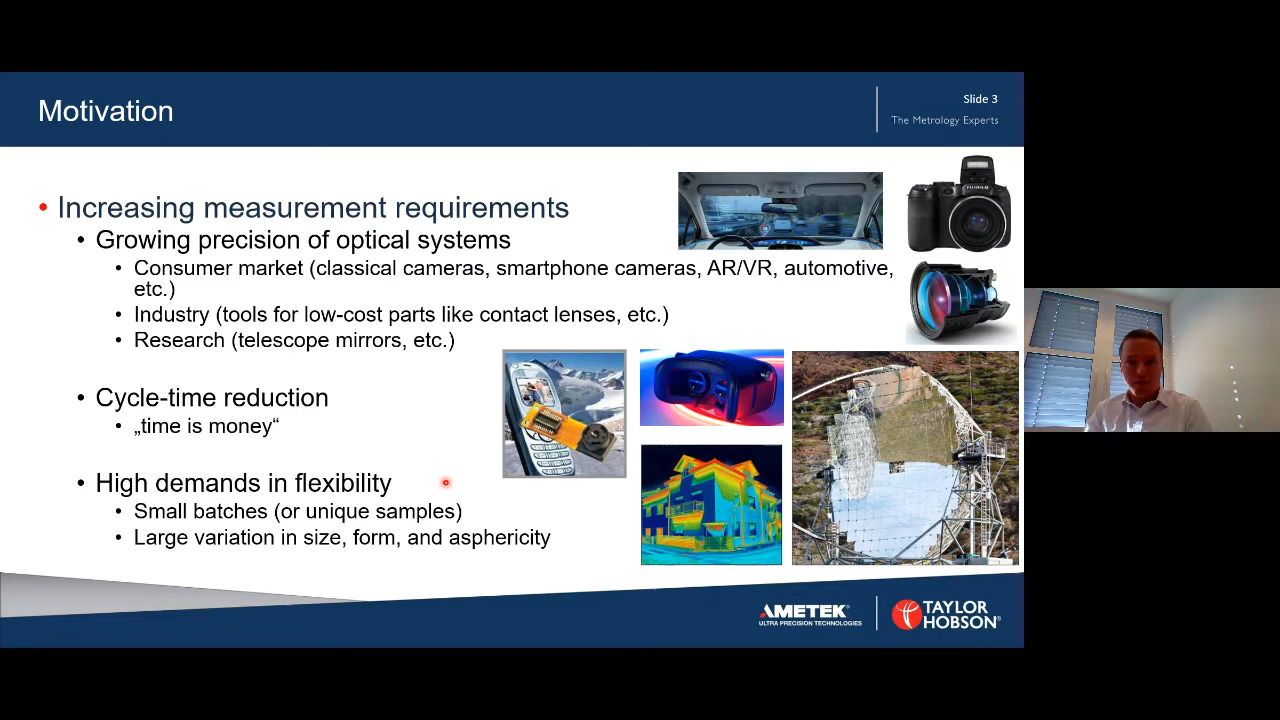 Motivation
Slide 3
The Metrology Experts
• Increasing measurement requirements
• Growing precision of optical systems
• Consumer market (classical cameras, smartphone cameras, AR/VR, automotive,
etc.)
• Industry (tools for low-cost parts like contact lenses, etc.)
• Research (telescope mirrors, etc.)
• Cycle-time reduction
• „time is money“
• High demands in flexibility
• Small batches (or unique samples)
• Large variation in size, form, and asphericity
FUJIFILM
AMETEK®
ULTRA PRECISION TECHNOLOGIES
TAYLOR
HOBSON®